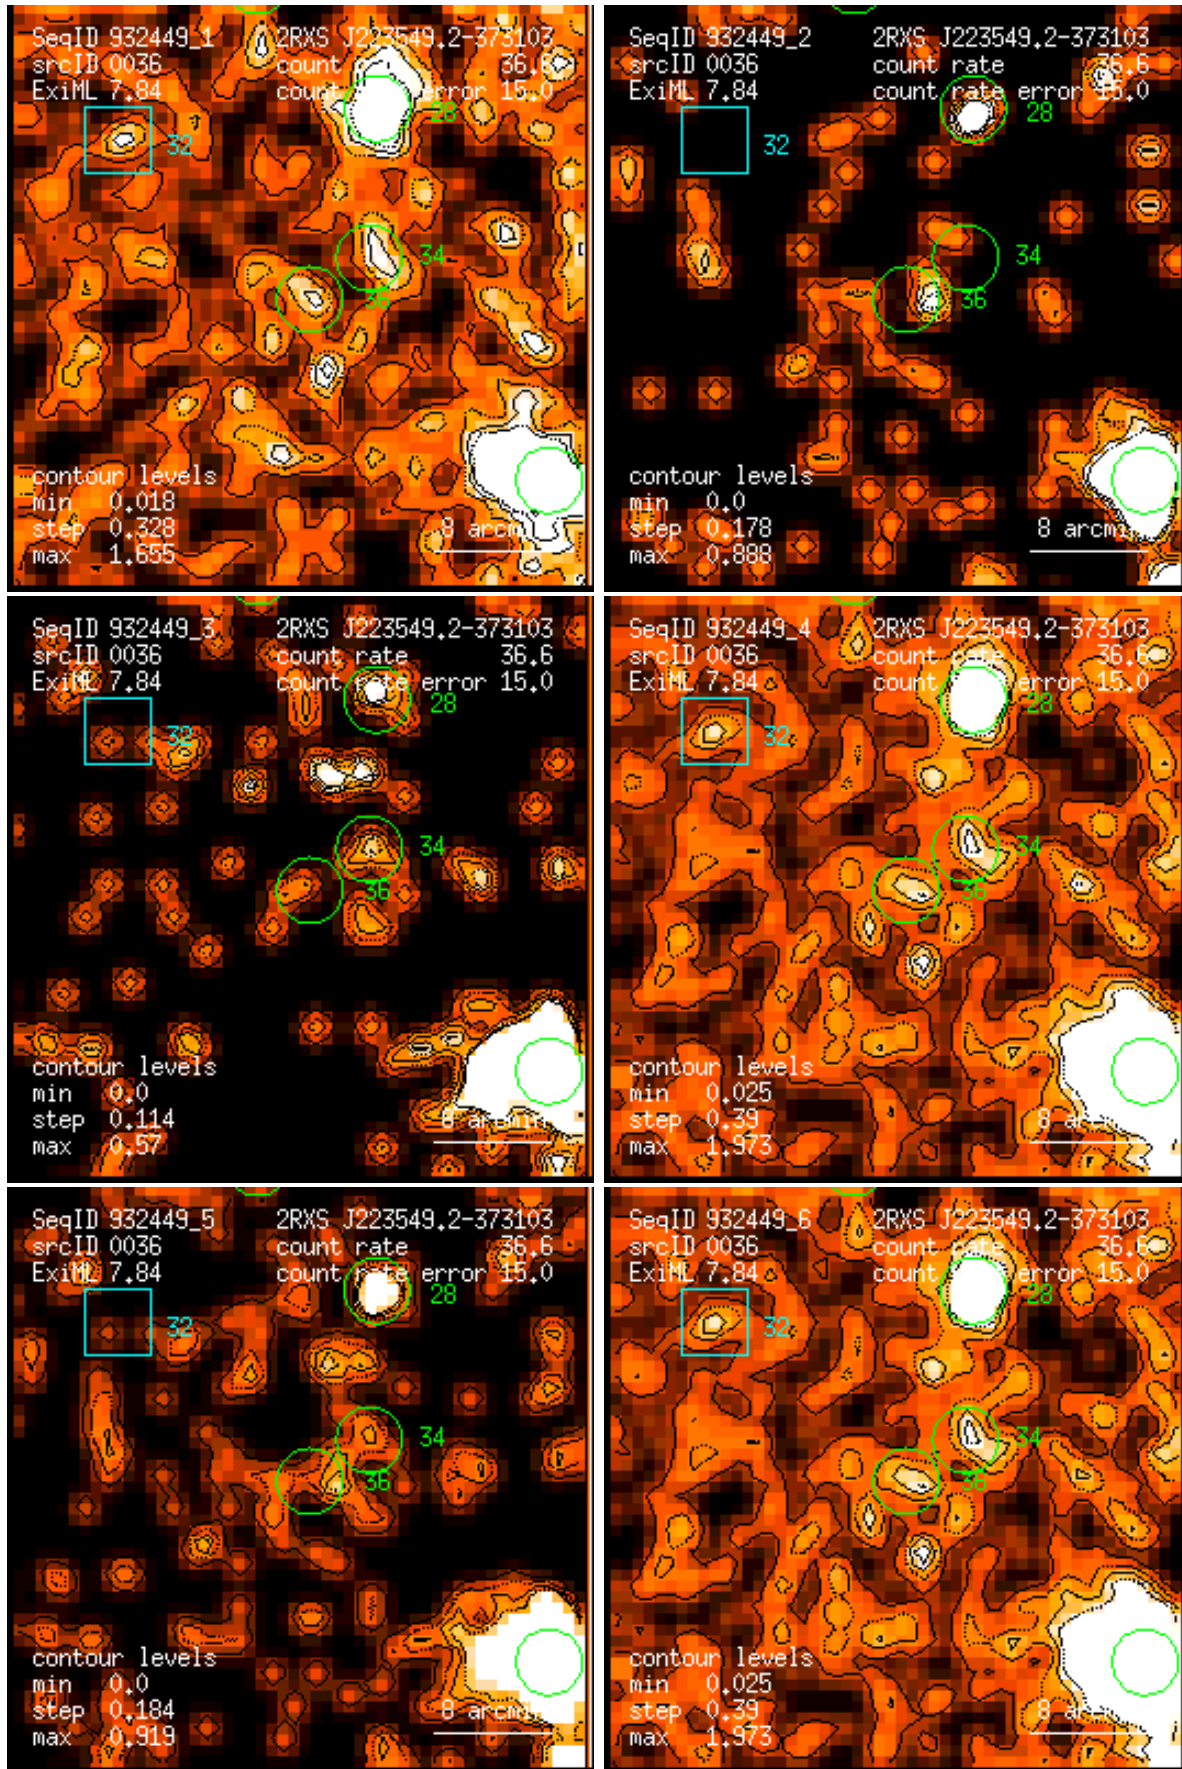 SeqID 932449_1 2RXS J223549.2-373103
srcID 0036 count rate 36.6
ExiML 7.84 count rate error 15.0
28
32
34
36
contour levels
min 0.018
step 0.328 8 arcmin
max 1.655
SeqID 932449_2 2RXS J223549.2-373103
srcID 0036 count rate 36.6
ExiML 7.84 count rate error 15.0
28
32
34
36
contour levels
min 0.0
step 0.178 8 arcmin
max 0.888
SeqID 932449_3 2RXS J223549.2-373103
srcID 0036 count rate 36.6
ExiML 7.84 count rate error 15.0
28
32
34
36
contour levels
min 0.0
step 0.114 8 arcmin
max 0.57
SeqID 932449_4 2RXS J223549.2-373103
srcID 0036 count rate 36.6
ExiML 7.84 count rate error 15.0
28
32
34
36
contour levels
min 0.025
step 0.39 8 arcmin
max 1.973
SeqID 932449_5 2RXS J223549.2-373103
srcID 0036 count rate 36.6
ExiML 7.84 count rate error 15.0
28
32
34
36
contour levels
min 0.0
step 0.184 8 arcmin
max 0.919
SeqID 932449_6 2RXS J223549.2-373103
srcID 0036 count rate 36.6
ExiML 7.84 count rate error 15.0
28
32
34
36
contour levels
min 0.025
step 0.39 8 arcmin
max 1.973